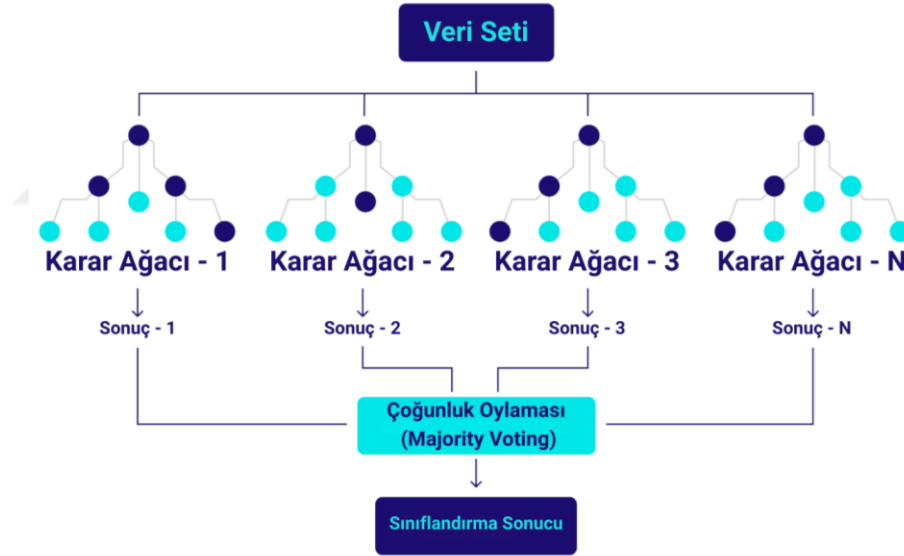 Veri Seti
Karar Ağacı - 1
Karar Ağacı - 2
Karar Ağacı - 3
Karar Ağacı - N
Sonuç - 1
Sonuç - 2
Sonuç - 3
Sonuç - N
Çoğunluk Oylaması
(Majority Voting)
Sınıflandırma Sonucu